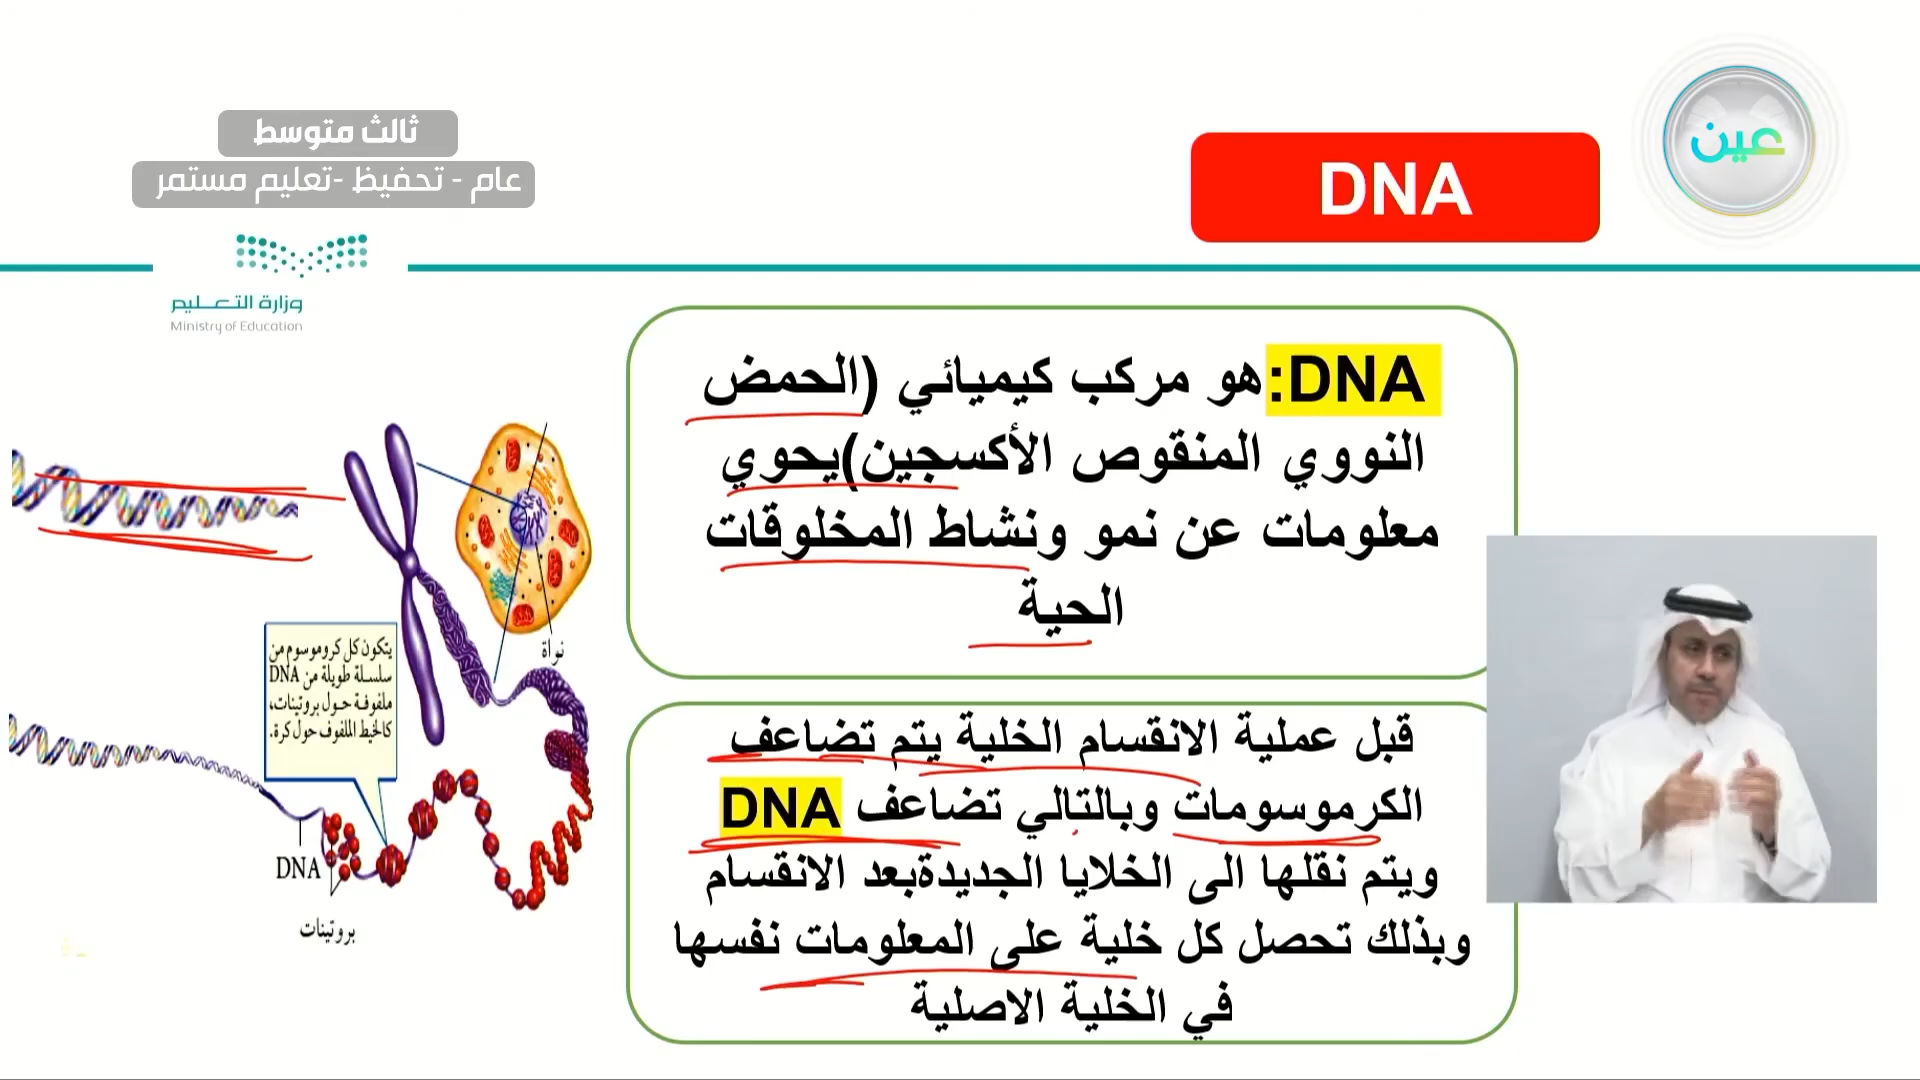 عين
ثالث متوسط
عام - تحفيظ -تعليم مستمر
DNA
وزارة التعليم
Ministry of Education
DNA: هو مركب كيميائي (الحمض
النووي المنقوص الأكسجين)يحوي
معلومات عن نمو ونشاط المخلوقات
الحية
قبل عملية الانقسام الخلية يتم تضاعف
الكرموسومات وبالتالي تضاعف DNA
ويتم نقلها الى الخلايا الجديدةبعد الانقسام
وبذلك تحصل كل خلية على المعلومات نفسها
في الخلية الاصلية
نواة
يتكون كل كروموسوم من
سلسلة طويلة من DNA
ملفوفة حول بروتينات،
كالخيط الملفوف حول كرة.
DNA
بروتينات